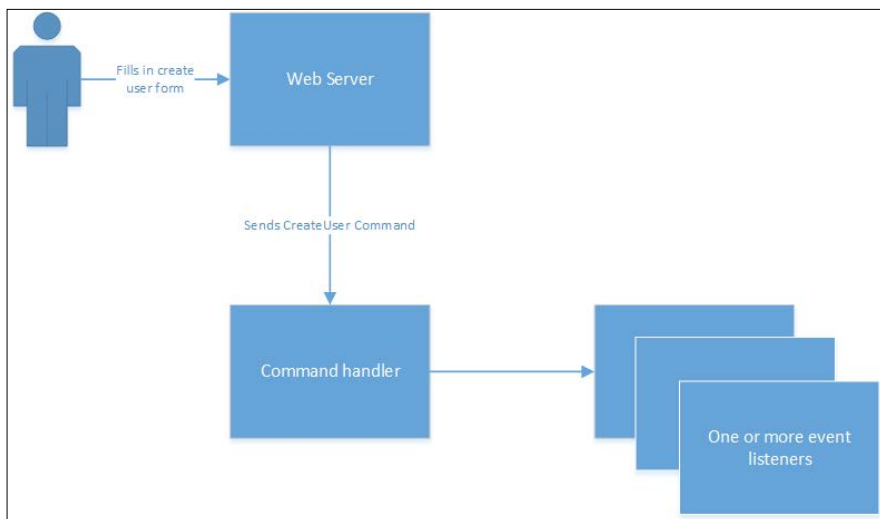 Fills in create
user form
Web Server
Sends CreateUser Command
Command handler
One or more event
listeners